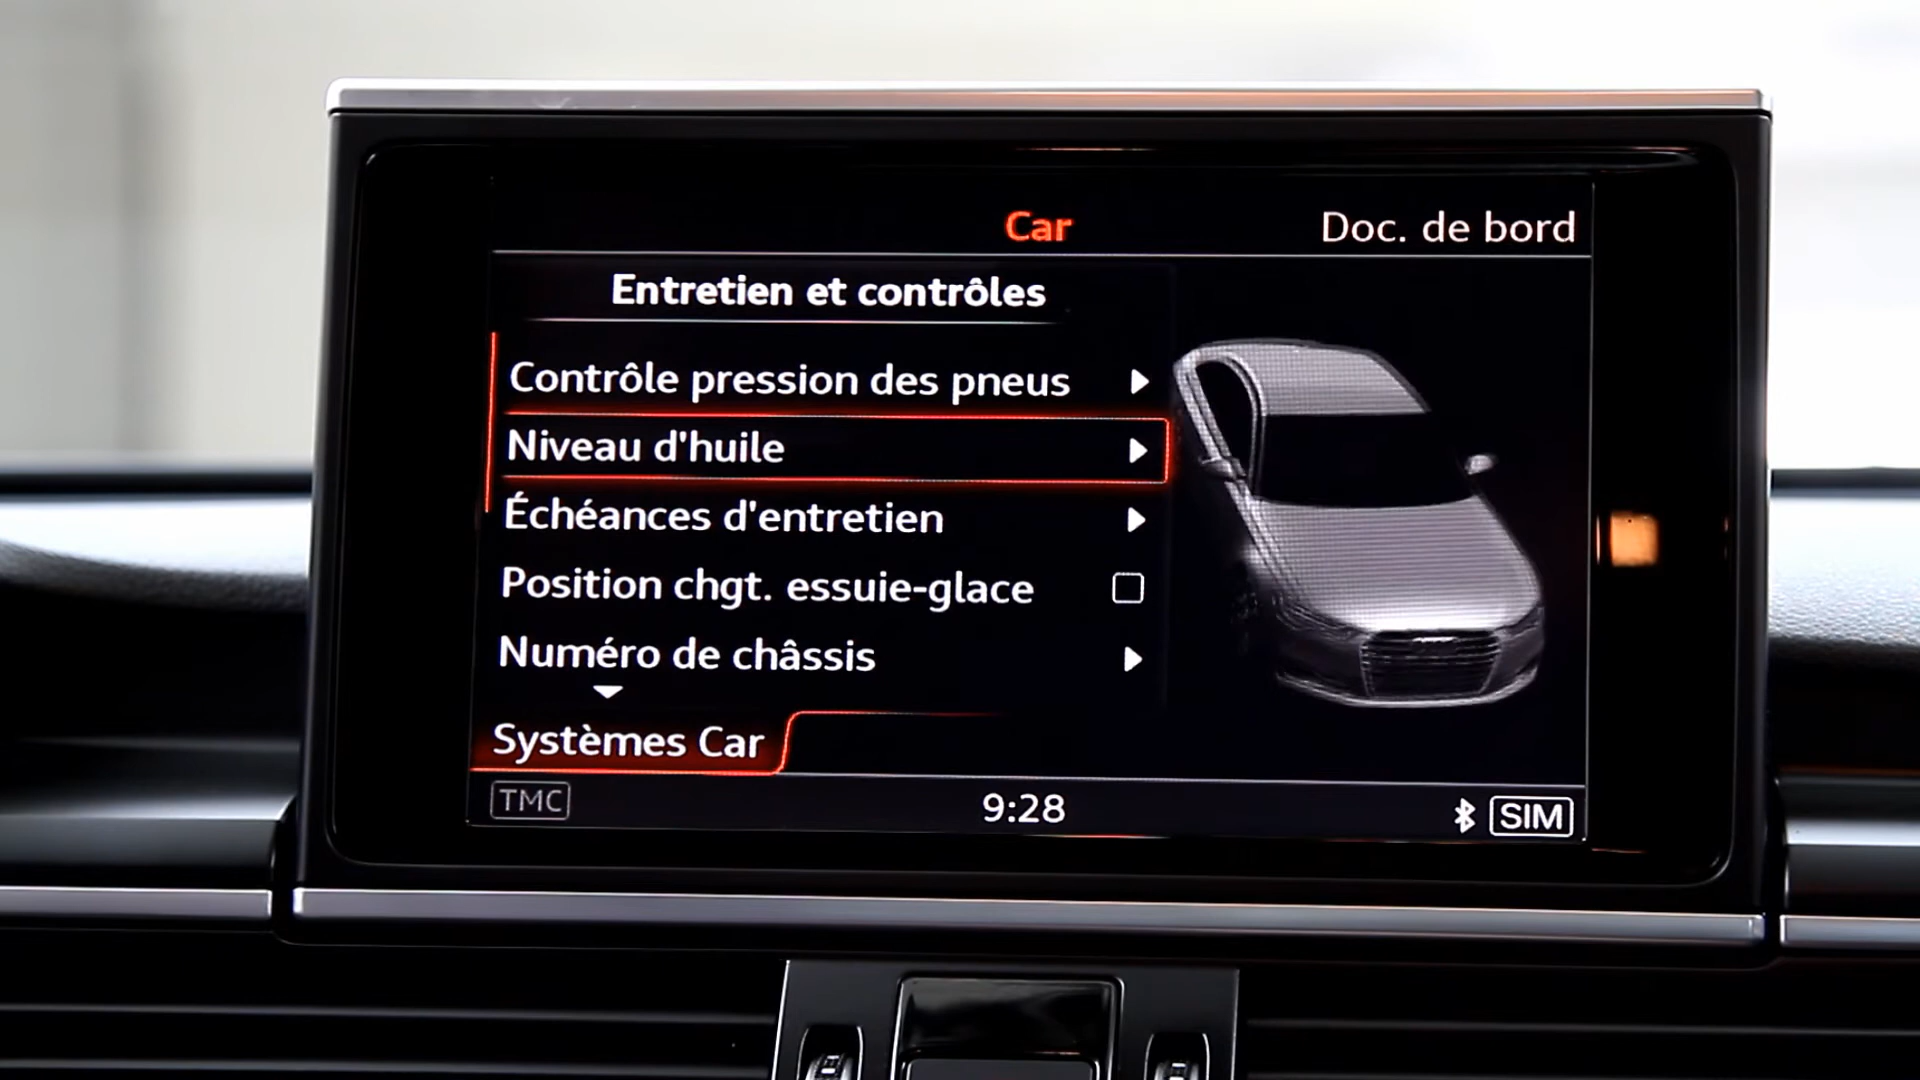 Car
Doc. de bord
Entretien et contrôles
Contrôle pression des pneus
Niveau d'huile
Échéances d'entretien
Position chgt. essuie-glace
Numéro de châssis
Systèmes Car
TMC
9:28
SIM